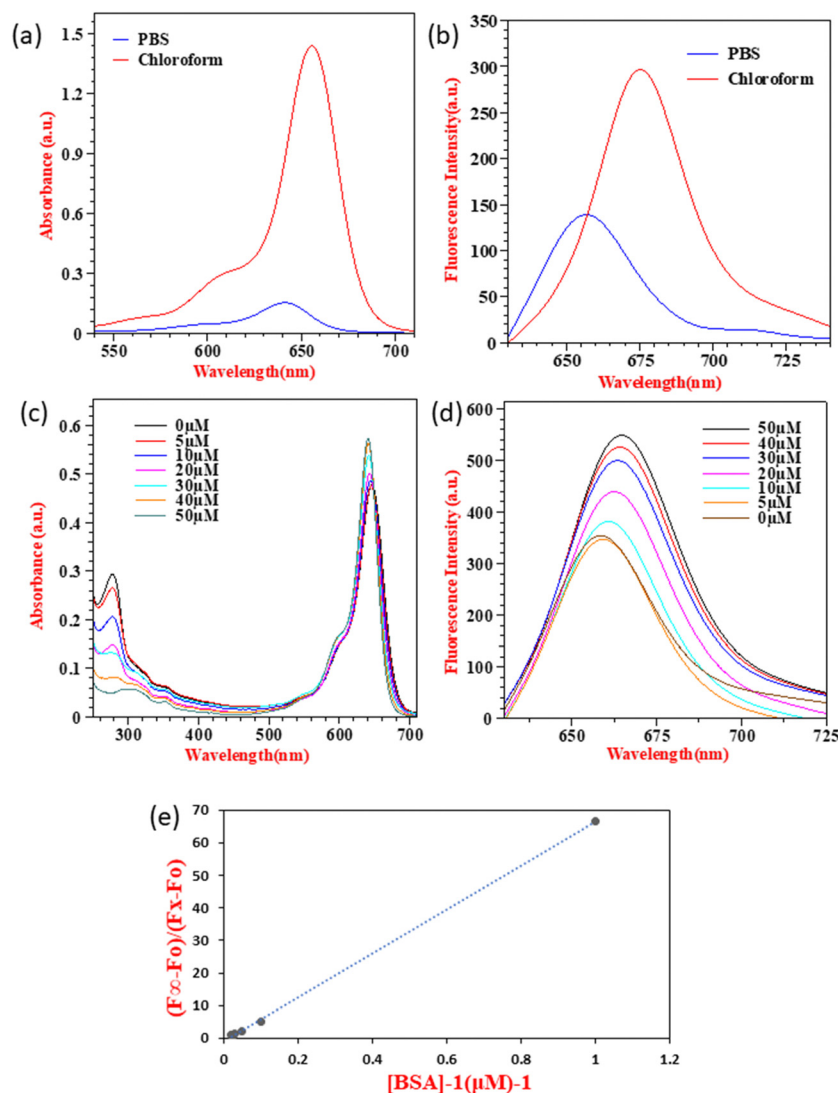 (a)
1.5
1.2
0.9
0.6
0.3
0
Absorbance (a.u.)
PBS
Chloroform
550
600
650
700
Wavelength(nm)
(b)
350
300
250
200
150
100
50
0
Fluorescence Intensity(a.u.)
PBS
Chloroform
650
675
700
725
Wavelength(nm)
(c)
0.6
0.5
0.4
0.3
0.2
0.1
0
Absorbance (a.u.)
0µM
5µM
10µM
20µM
30µM
40µM
50µM
300
400
500
600
700
Wavelength(nm)
(d)
600
500
400
300
200
100
0
Fluorescence Intensity (a.u.)
50µM
40µM
30µM
20µM
10µM
5µM
0µM
650
675
700
725
Wavelength(nm)
(e)
70
60
50
40
30
20
10
0
(F∞-Fo)/(Fx-Fo)
0
0.2
0.4
0.6
0.8
1
1.2
[BSA]-1(µM)-1